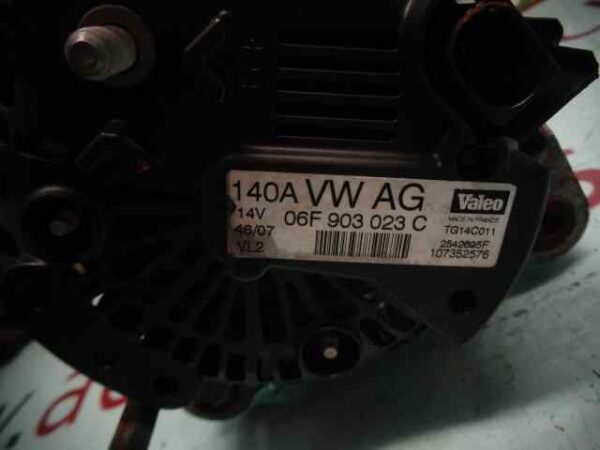 140A VW AG
14V 06F 903 023 C
46/07
VL2
Valeo
MADE IN FRANCE
TG14C011
2542695F
107352576